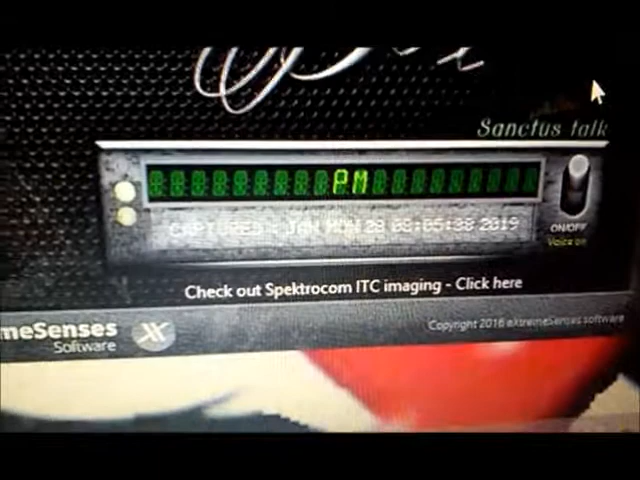 Sanctus talk
PM
CAPTURED : JAN MON 28 08:05:38 2019
ON/OFF
Voice on
Check out Spektrocom ITC imaging - Click here
meSenses
Software
Copyright 2016 eXtremeSenses software